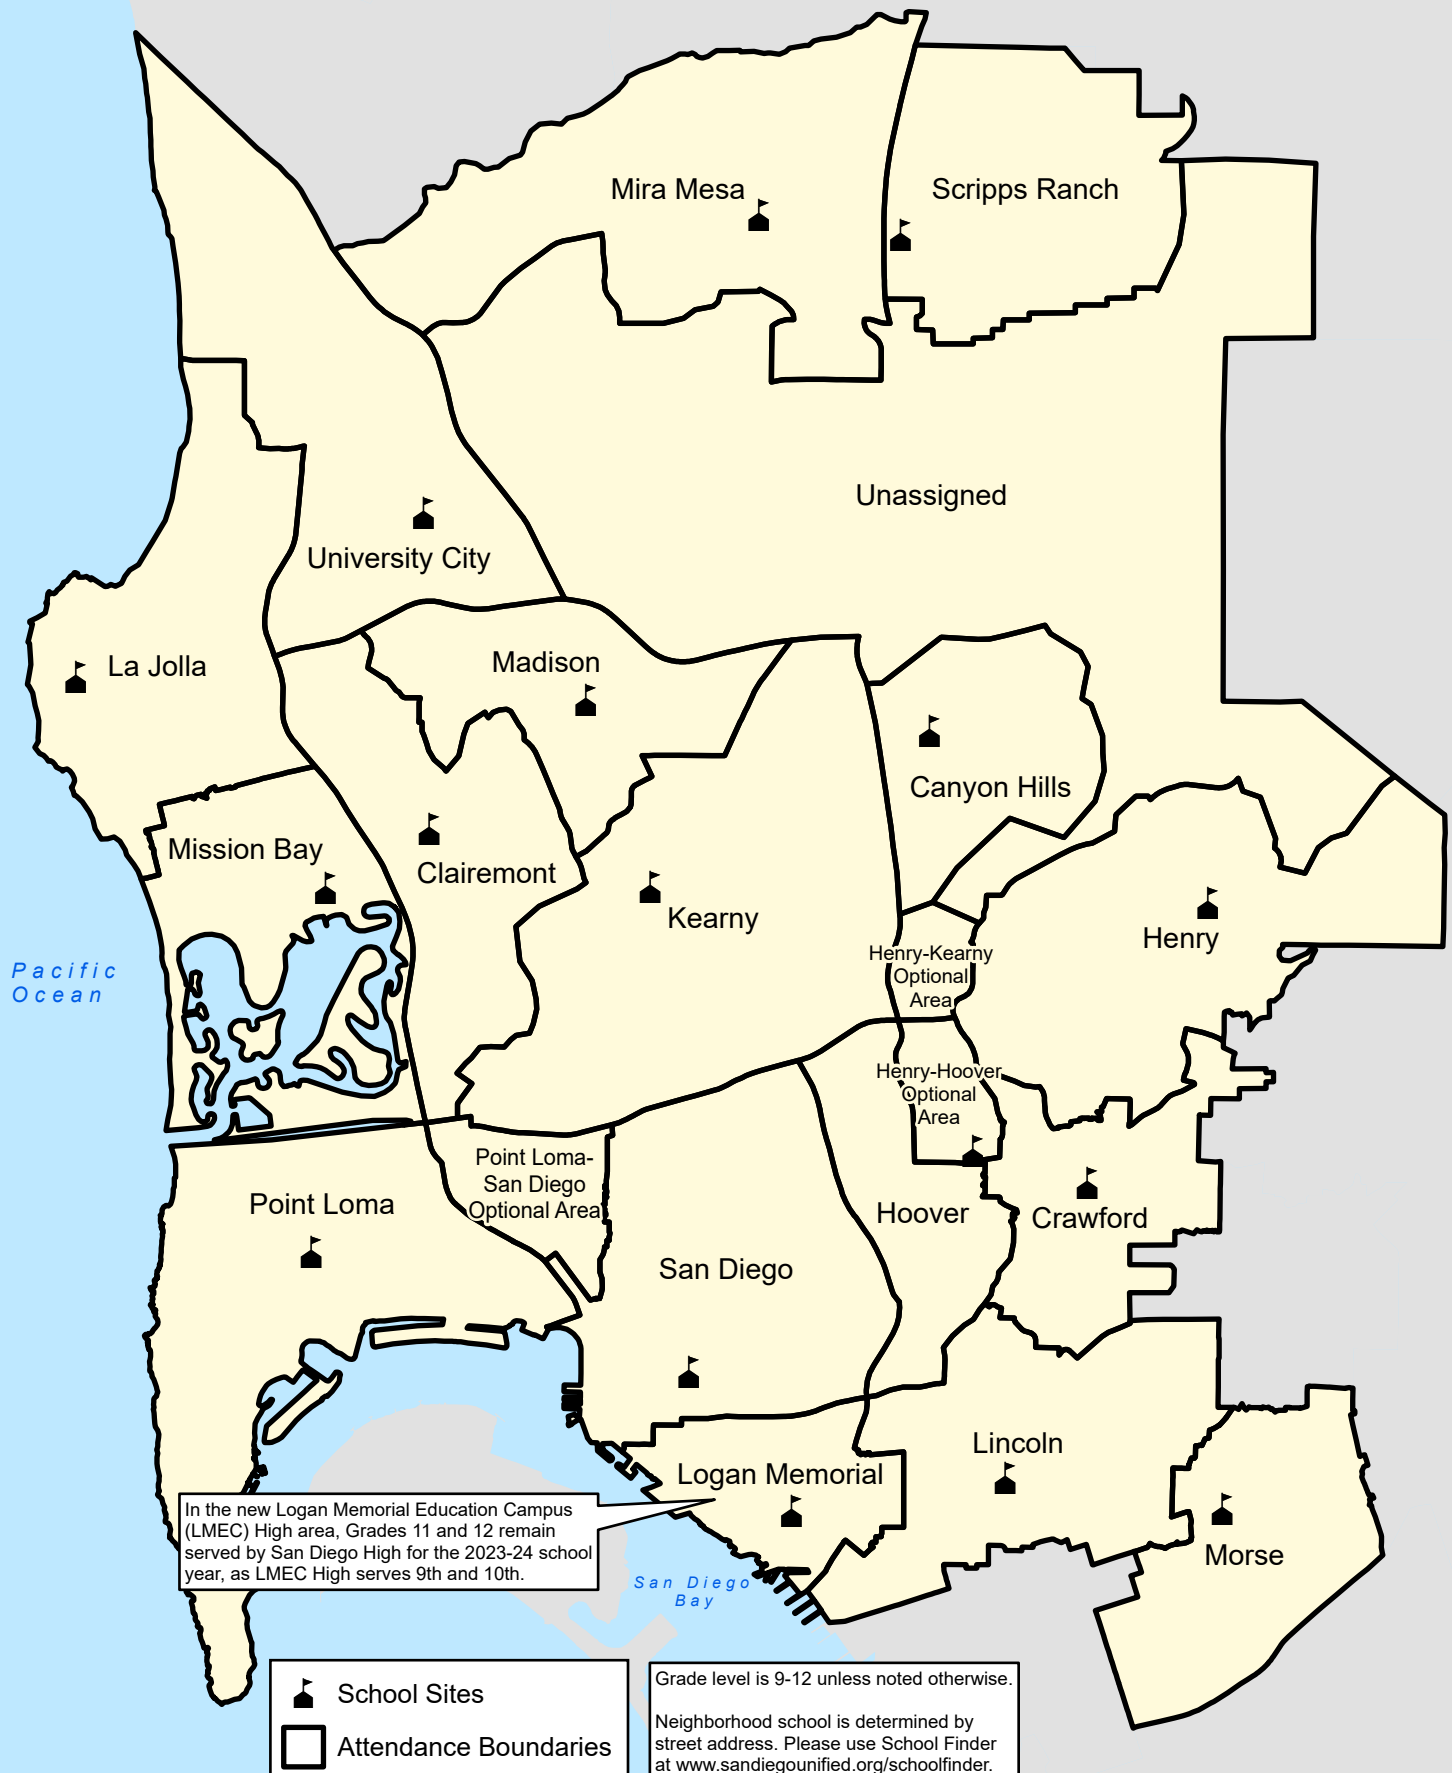 Mira Mesa
Scripps Ranch
Unassigned
University City
La Jolla
Madison
Canyon Hills
Mission Bay
Clairemont
Kearny
Henry
Pacific
Ocean
Henry-Kearny
Optional
Area
Henry-Hoover
Optional
Area
Point Loma-
San Diego
Optional Area
Point Loma
Hoover
Crawford
San Diego
Lincoln
Logan Memorial
Morse
In the new Logan Memorial Education Campus
(LMEC) High area, Grades 11 and 12 remain
served by San Diego High for the 2023-24 school
year, as LMEC High serves 9th and 10th.
San Diego
Bay
School Sites
Attendance Boundaries
Grade level is 9-12 unless noted otherwise.
Neighborhood school is determined by
street address. Please use School Finder
at www.sandiegounified.org/schoolfinder.